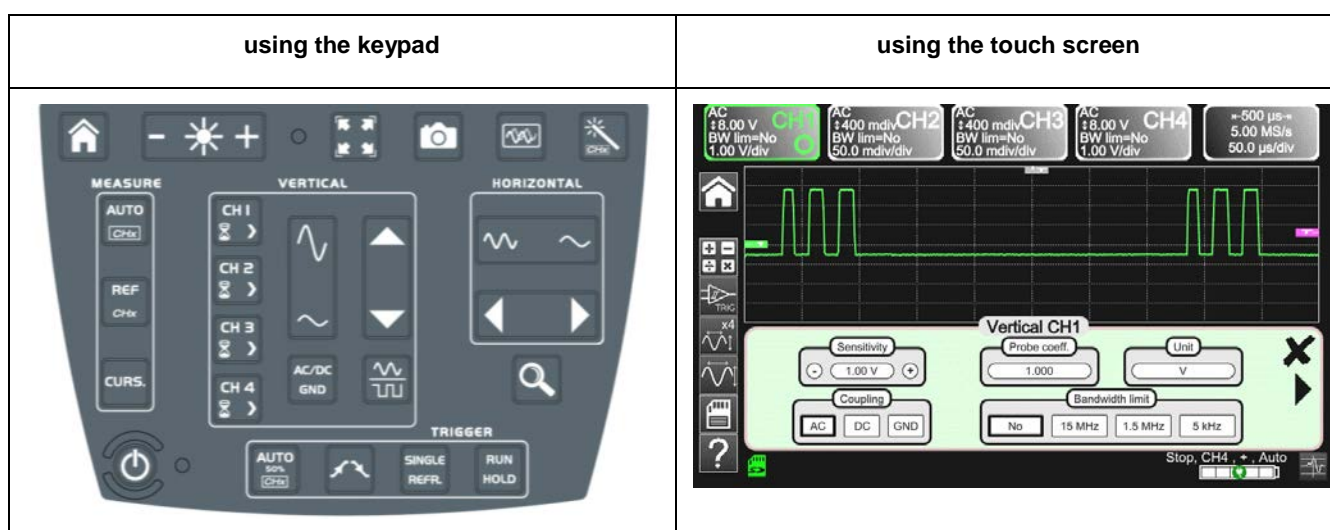 using the keypad
using the touch screen
- +
CHx
MEASURE
VERTICAL
HORIZONTAL
AUTO
CHx
REF
CHx
CURS.
CH 1
CH 2
CH 3
CH 4
AC/DC
GND
TRIGGER
AUTO
50%
CHx
SINGLE
REFR.
RUN
HOLD
AC
↕8.00 V CH1
BW lim=No
1.00 V/div
AC
↕400 mdiv CH2
BW lim=No
50.0 mdiv/div
AC
↕400 mdiv CH3
BW lim=No
50.0 mdiv/div
AC
↕8.00 V CH4
BW lim=No
1.00 V/div
500 µs
5.00 MS/s
50.0 µs/div
TRIG
x4
?
Vertical CH1
Sensitivity
- 1.00 V +
Probe coeff.
1.000
Unit
V
Coupling
AC DC GND
Bandwidth limit
No 15 MHz 1.5 MHz 5 kHz
Stop, CH4 , + , Auto